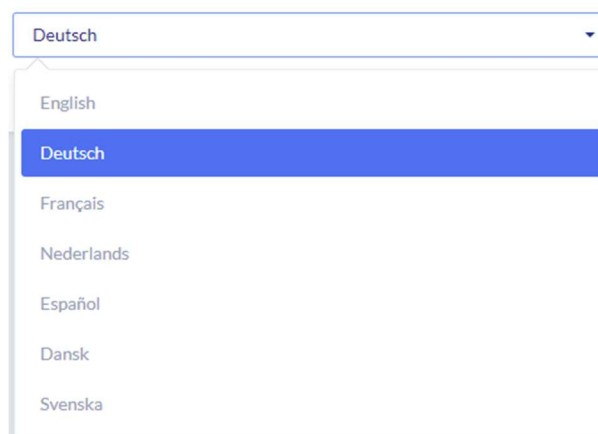 Deutsch
English
Deutsch
Français
Nederlands
Español
Dansk
Svenska